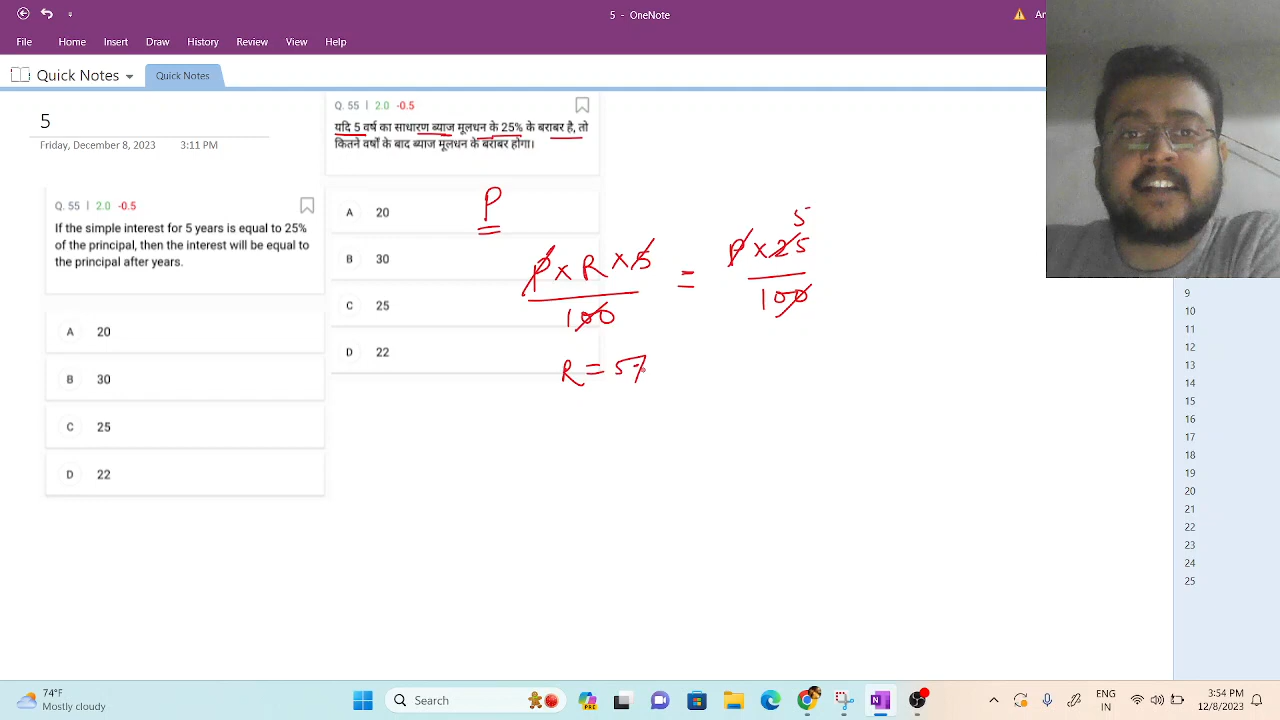 5 - OneNote
File Home Insert Draw History Review View Help
Quick Notes
Quick Notes
5
Friday, December 8, 2023 3:11 PM
Q. 55 | 2.0 -0.5
If the simple interest for 5 years is equal to 25%
of the principal, then the interest will be equal to
the principal after years.
A 20
B 30
C 25
D 22
Q. 55 | 2.0 -0.5
यदि 5 वर्ष का साधारण ब्याज मूलधन के 25% के बराबर है, तो
कितने वर्षों के बाद ब्याज मूलधन के बराबर होगा।
A 20
B 30
C 25
D 22
P
5
P x R x 5 = P x 25
100 100
R = 5%
9
10
11
12
13
14
15
16
17
18
19
20
21
22
23
24
25
74°F
Mostly cloudy
Search
ENG
IN
3:54 PM
12/8/2023